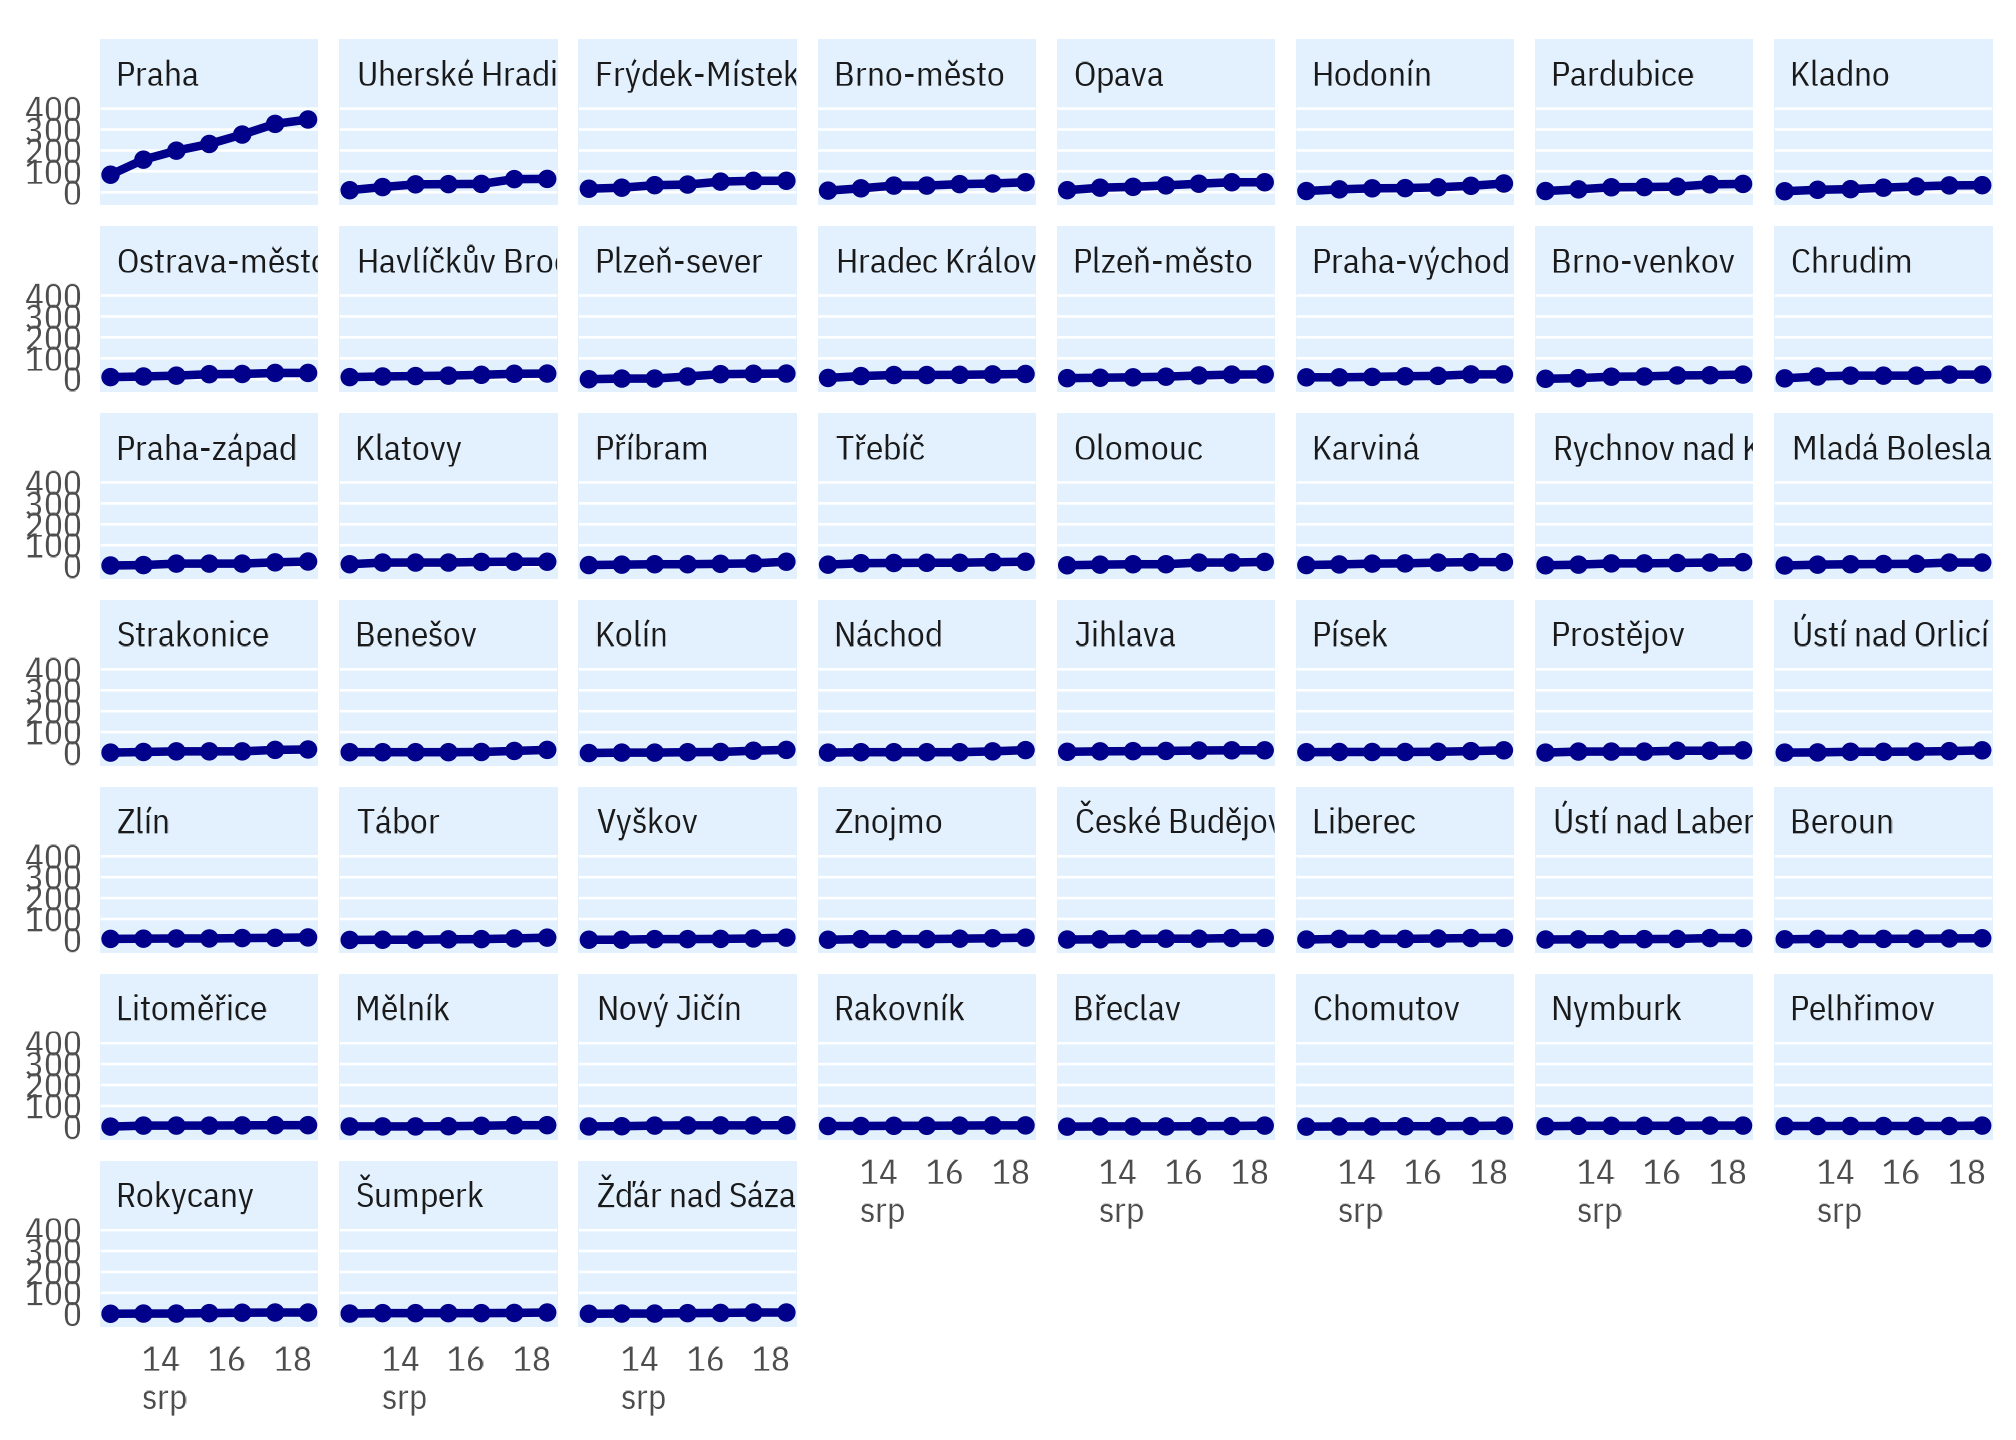 Praha
Uherské Hradi
Frýdek-Místek
Brno-město
Opava
Hodonín
Pardubice
Kladno
400
300
200
100
0
Ostrava-město
Havlíčkův Brod
Plzeň-sever
Hradec Králov
Plzeň-město
Praha-východ
Brno-venkov
Chrudim
400
300
200
100
0
Praha-západ
Klatovy
Příbram
Třebíč
Olomouc
Karviná
Rychnov nad K
Mladá Bolesla
400
300
200
100
0
Strakonice
Benešov
Kolín
Náchod
Jihlava
Písek
Prostějov
Ústí nad Orlicí
400
300
200
100
0
Zlín
Tábor
Vyškov
Znojmo
České Budějov
Liberec
Ústí nad Laber
Beroun
400
300
200
100
0
Litoměřice
Mělník
Nový Jičín
Rakovník
Břeclav
Chomutov
Nymburk
Pelhřimov
400
300
200
100
0
14 16 18
srp
14 16 18
srp
14 16 18
srp
14 16 18
srp
14 16 18
srp
Rokycany
Šumperk
Žďár nad Sáza
400
300
200
100
0
14 16 18
srp
14 16 18
srp
14 16 18
srp